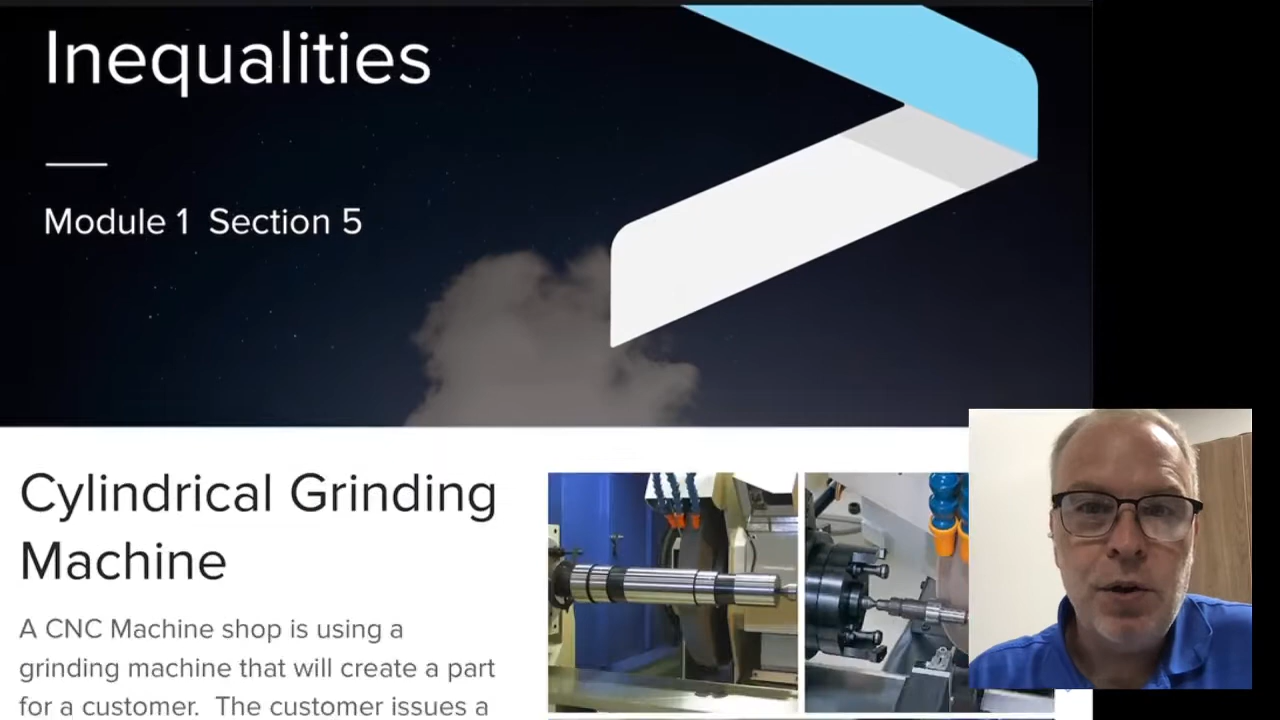 Inequalities
Module 1 Section 5
Cylindrical Grinding
Machine
A CNC Machine shop is using a
grinding machine that will create a part
for a customer. The customer issues a